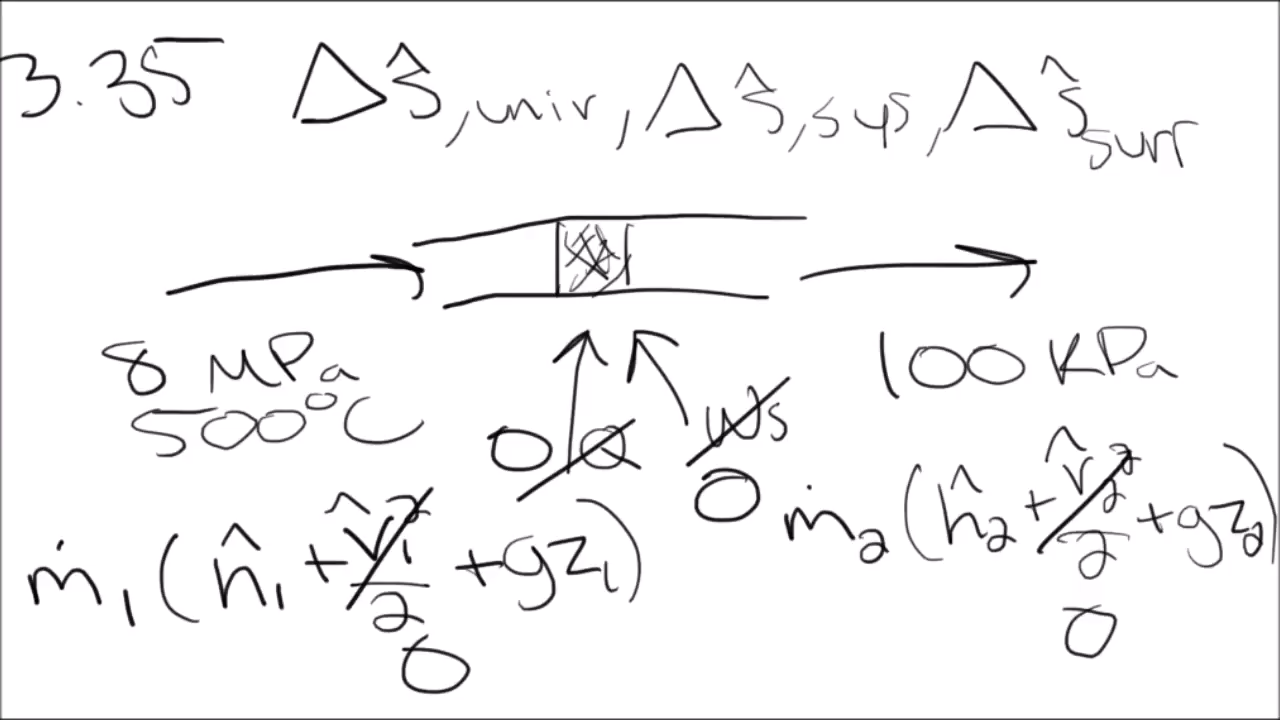 3.35 Δŝ,univ, Δŝ,sys, Δŝsurr
8 MPa
500°C
100 KPa
0 Q
Ws
0
ṁ₁(ĥ₁ + v̂₁²/2 + gz₁)
0
ṁ₂(ĥ₂ + v̂₂²/2 + gz₂)
0